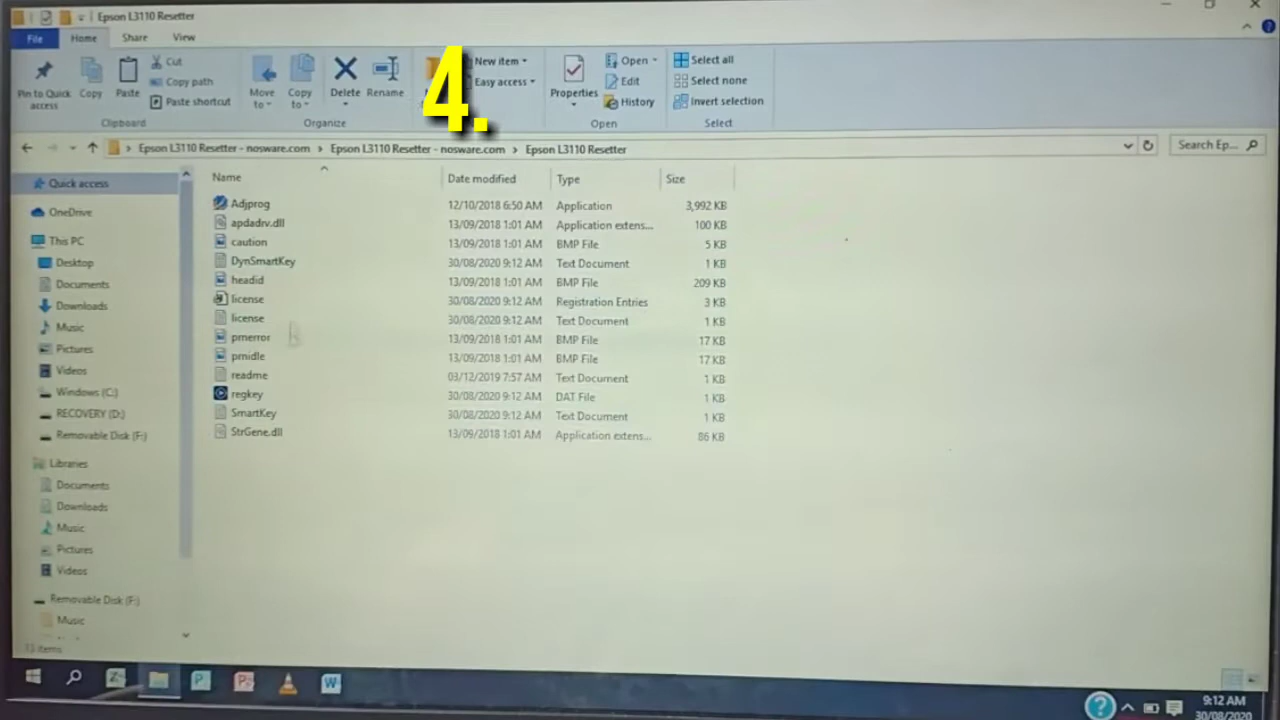 Epson L3110 Resetter
File Home Share View
4.
Pin to Quick access
Copy
Paste
Cut
Copy path
Paste shortcut
Clipboard
Move to
Copy to
Delete
Rename
Organize
New item
Easy access
Properties
Open
Edit
History
Open
Select all
Select none
Invert selection
Select
Epson L3110 Resetter - nosware.com > Epson L3110 Resetter - nosware.com > Epson L3110 Resetter
Search Ep...
Name Date modified Type Size
Adjprog 12/10/2018 6:50 AM Application 3,992 KB
apdadrv.dll 13/09/2018 1:01 AM Application extens... 100 KB
caution 13/09/2018 1:01 AM BMP File 5 KB
DynSmartKey 30/08/2020 9:12 AM Text Document 1 KB
headid 13/09/2018 1:01 AM BMP File 209 KB
license 30/08/2020 9:12 AM Registration Entries 3 KB
license 30/08/2020 9:12 AM Text Document 1 KB
prnerror 13/09/2018 1:01 AM BMP File 17 KB
prnidle 13/09/2018 1:01 AM BMP File 17 KB
readme 03/12/2019 7:57 AM Text Document 1 KB
regkey 30/08/2020 9:12 AM DAT File 1 KB
SmartKey 30/08/2020 9:12 AM Text Document 1 KB
StrGene.dll 13/09/2018 1:01 AM Application extens... 86 KB
Quick access
OneDrive
This PC
Desktop
Documents
Downloads
Music
Pictures
Videos
Windows (C:)
RECOVERY (D:)
Removable Disk (F:)
Libraries
Documents
Downloads
Music
Pictures
Videos
Removable Disk (F:)
Music
13 items
9:12 AM
30/08/2020